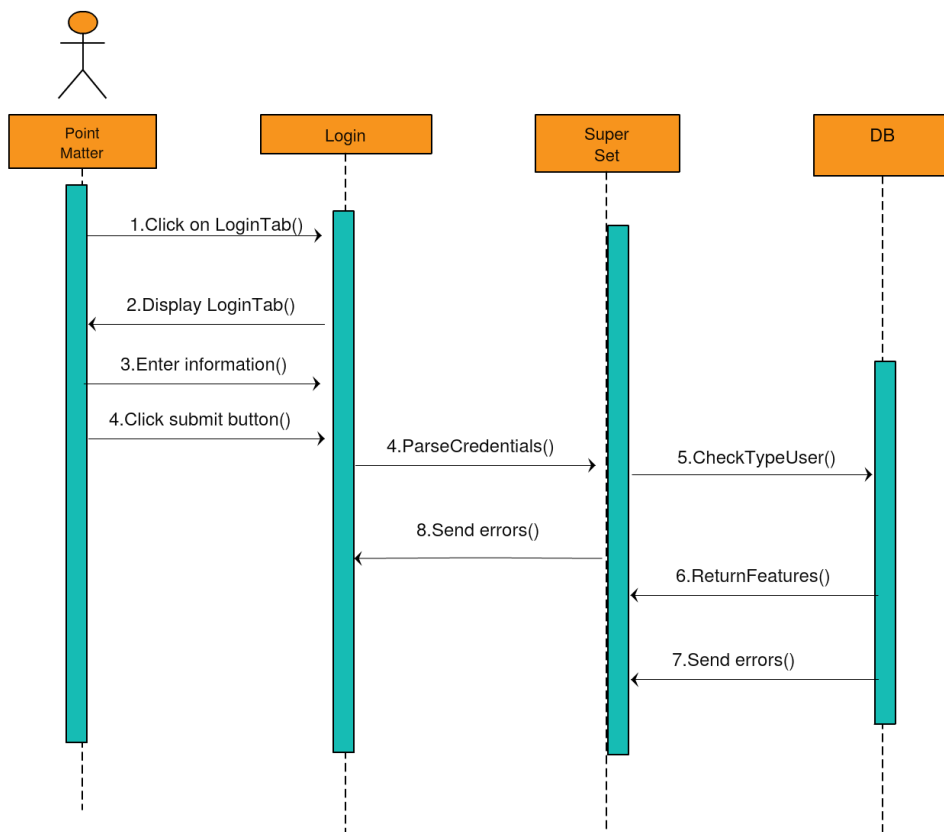 Point
Matter
Login
Super
Set
DB
1.Click on LoginTab()
2.Display LoginTab()
3.Enter information()
4.Click submit button()
4.ParseCredentials()
5.CheckTypeUser()
8.Send errors()
6.ReturnFeatures()
7.Send errors()